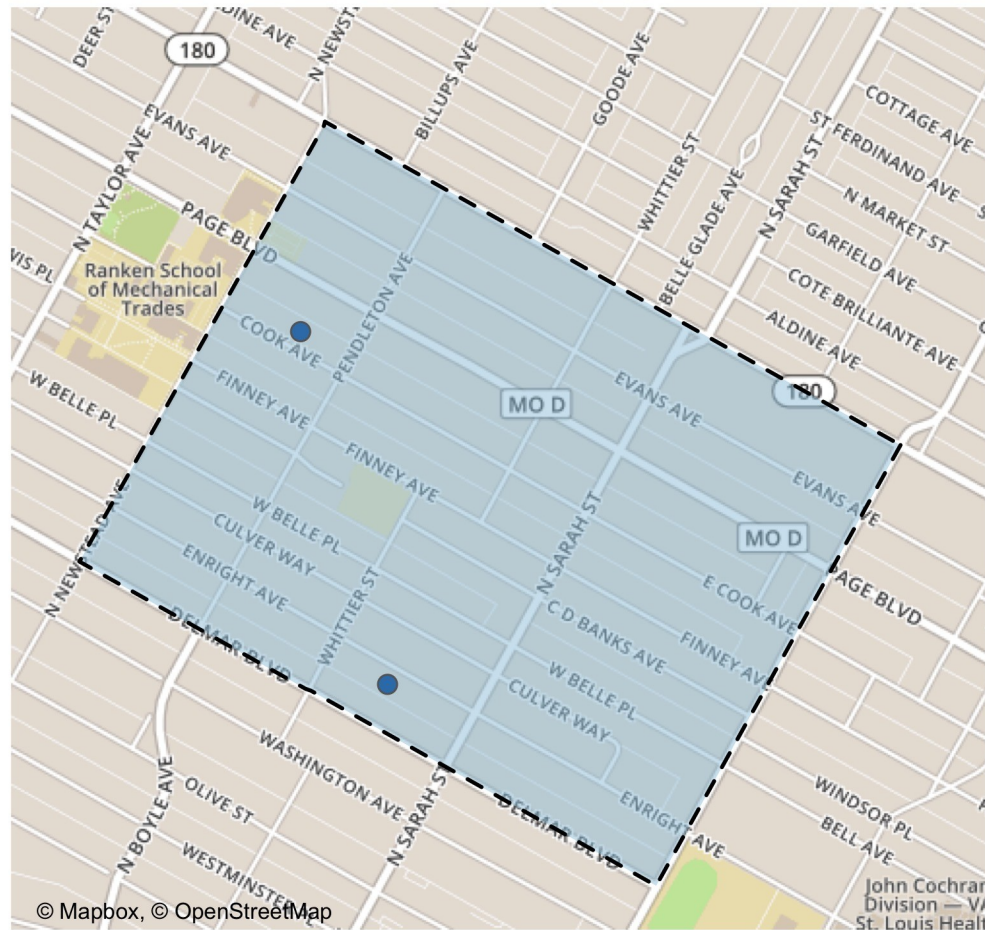 DEER ST
180
N NEWST
BILLUPS AVE
GOODE AVE
COTTAGE AVE
EVANS AVE
ST FERDINAND AVE
N TAYLOR AVE
WHITTIER ST
BELLE GLADE AVE
N SARAH ST
N MARKET ST
PAGE BLVD
GARFIELD AVE
Ranken School
of Mechanical
Trades
PENDLETON AVE
COTE BRILLIANTE AVE
COOK AVE
ALDINE AVE
FINNEY AVE
EVANS AVE
180
MO D
W BELLE PL
FINNEY AVE
EVANS AVE
W BELLE PL
N SARAH ST
MO D
N NEWSTEAD AVE
CULVER WAY
ENRIGHT AVE
WHITTIER ST
E COOK AVE
PAGE BLVD
C D BANKS AVE
FINNEY AVE
DELMAR BLVD
W BELLE PL
CULVER WAY
WASHINGTON AVE
OLIVE ST
N BOYLE AVE
N SARAH ST
DELMAR BLVD
ENRIGHT AVE
WINDSOR PL
BELL AVE
WESTMINSTER PL
John Cochran
Division — VA
St. Louis Healt
© Mapbox, © OpenStreetMap